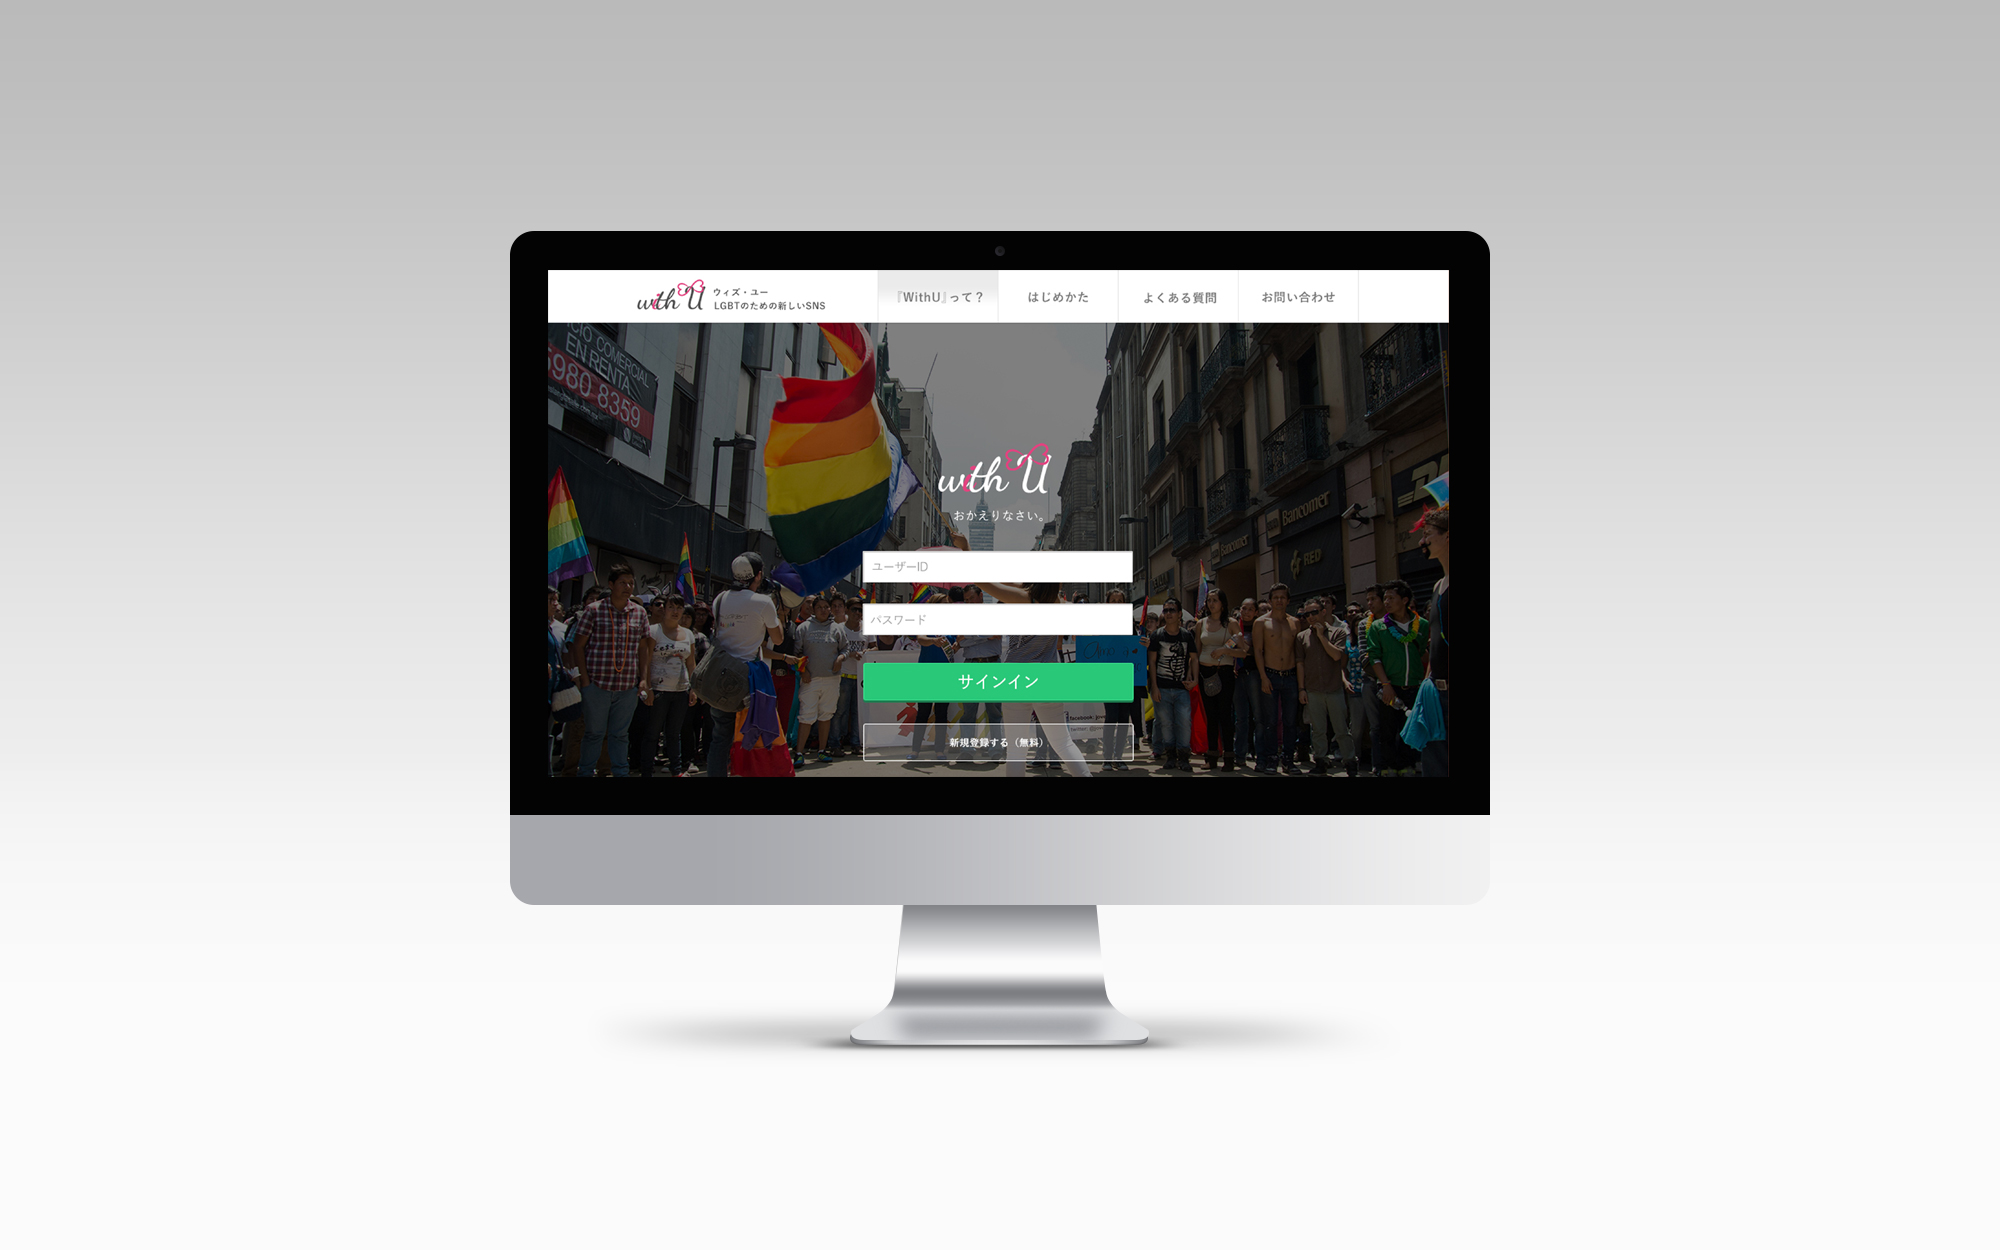 with U
ウィズ・ユー
LGBTのための新しいSNS
『WithU』って？
はじめかた
よくある質問
お問い合わせ
CIO COMERCIAL
EN RENTA
5980 8359
with U
おかえりなさい。
Bancomer
Bancomer
RED
ユーザーID
パスワード
サインイン
新規登録する（無料）